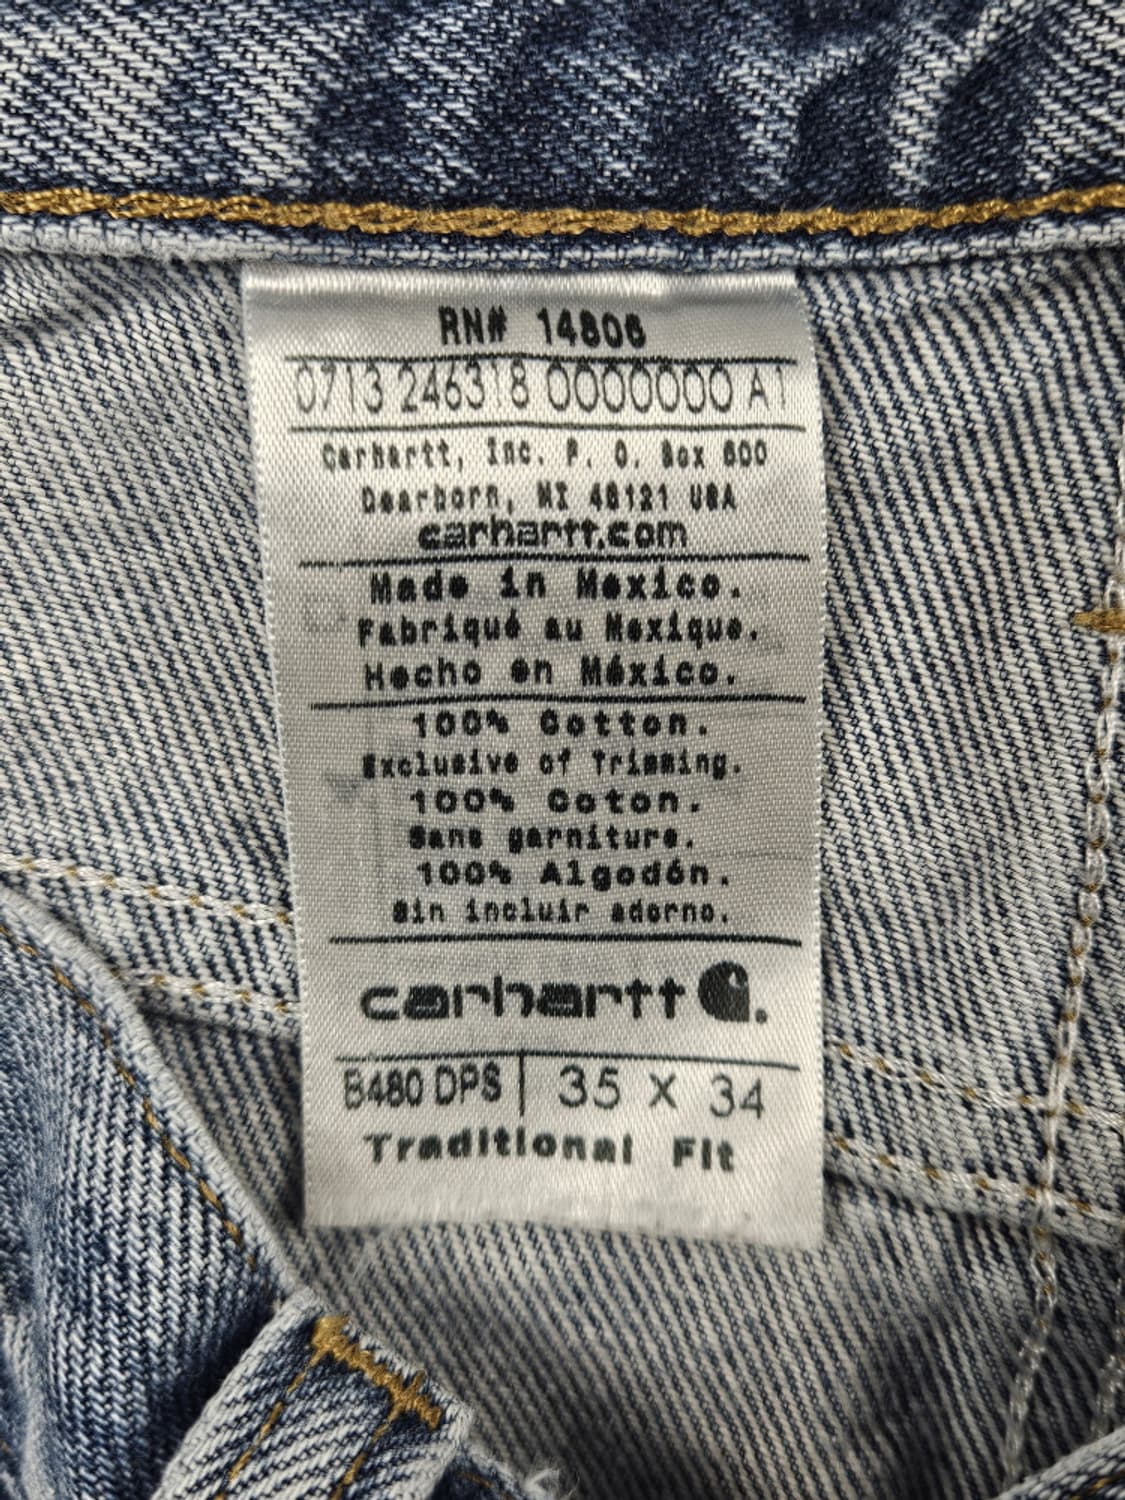 RN# 14806
0713 246318 0000000 A1
Carhartt, Inc. P. O. Box 600
Dearborn, MI 48121 USA
carhartt.com
Made in Mexico.
Fabriqué au Mexique.
Hecho en México.
100% Cotton.
Exclusive of Trimming.
100% Coton.
Sans garniture.
100% Algodón.
Sin incluir adorno.
carhartt
B480 DPS | 35 X 34
Traditional Fit